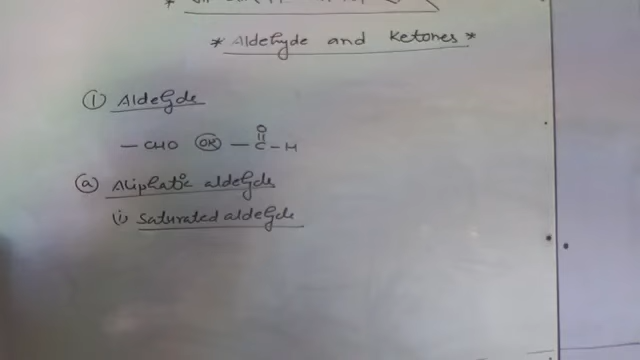 * Aldehyde and Ketones *
① Aldehyde
— CHO OR — C – H
O
ⓐ Aliphatic aldehyde
(i) Saturated aldehyde